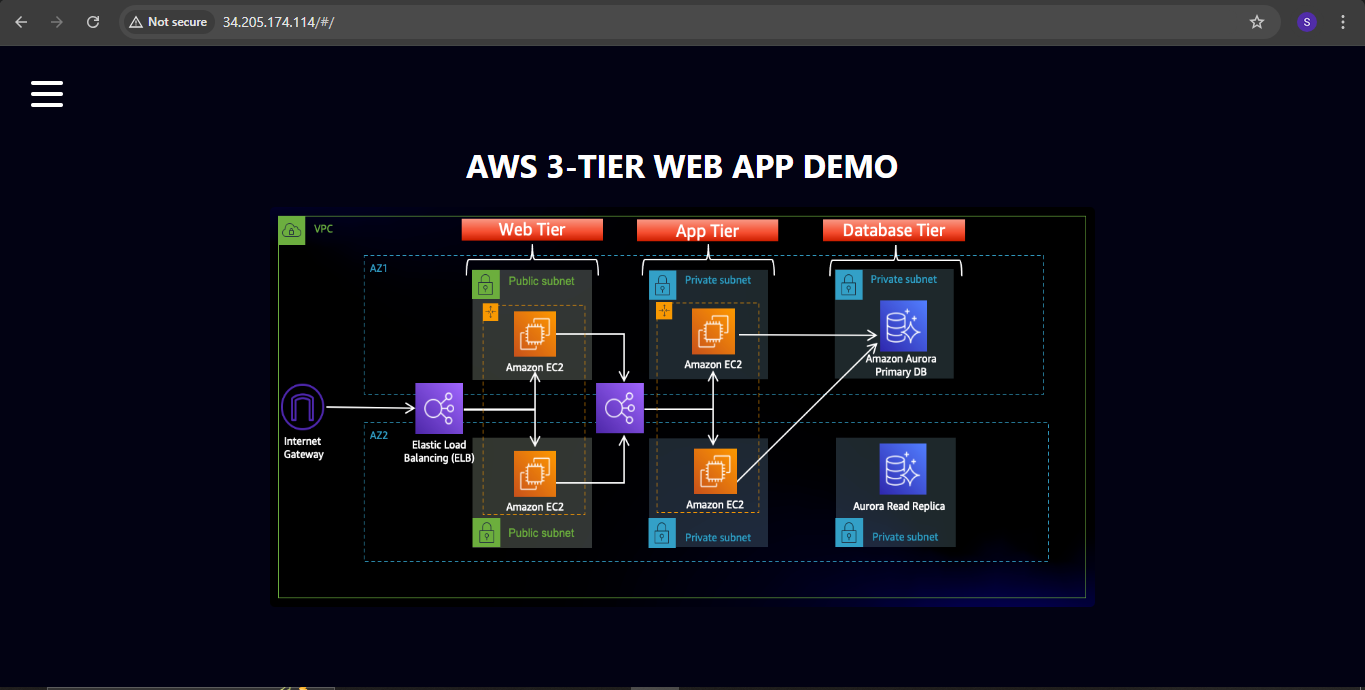 Not secure
34.205.174.114/#/
S
AWS 3-TIER WEB APP DEMO
VPC
Web Tier
App Tier
Database Tier
AZ1
Public subnet
Private subnet
Private subnet
Amazon EC2
Amazon EC2
Amazon Aurora
Primary DB
Internet
Gateway
Elastic Load
Balancing (ELB)
AZ2
Amazon EC2
Amazon EC2
Aurora Read Replica
Public subnet
Private subnet
Private subnet